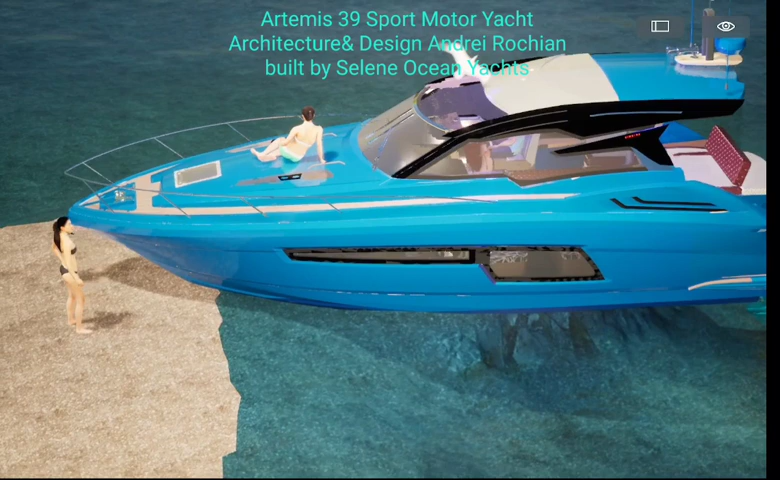 Artemis 39 Sport Motor Yacht
Architecture& Design Andrei Rochian
built by Selene Ocean Yachts